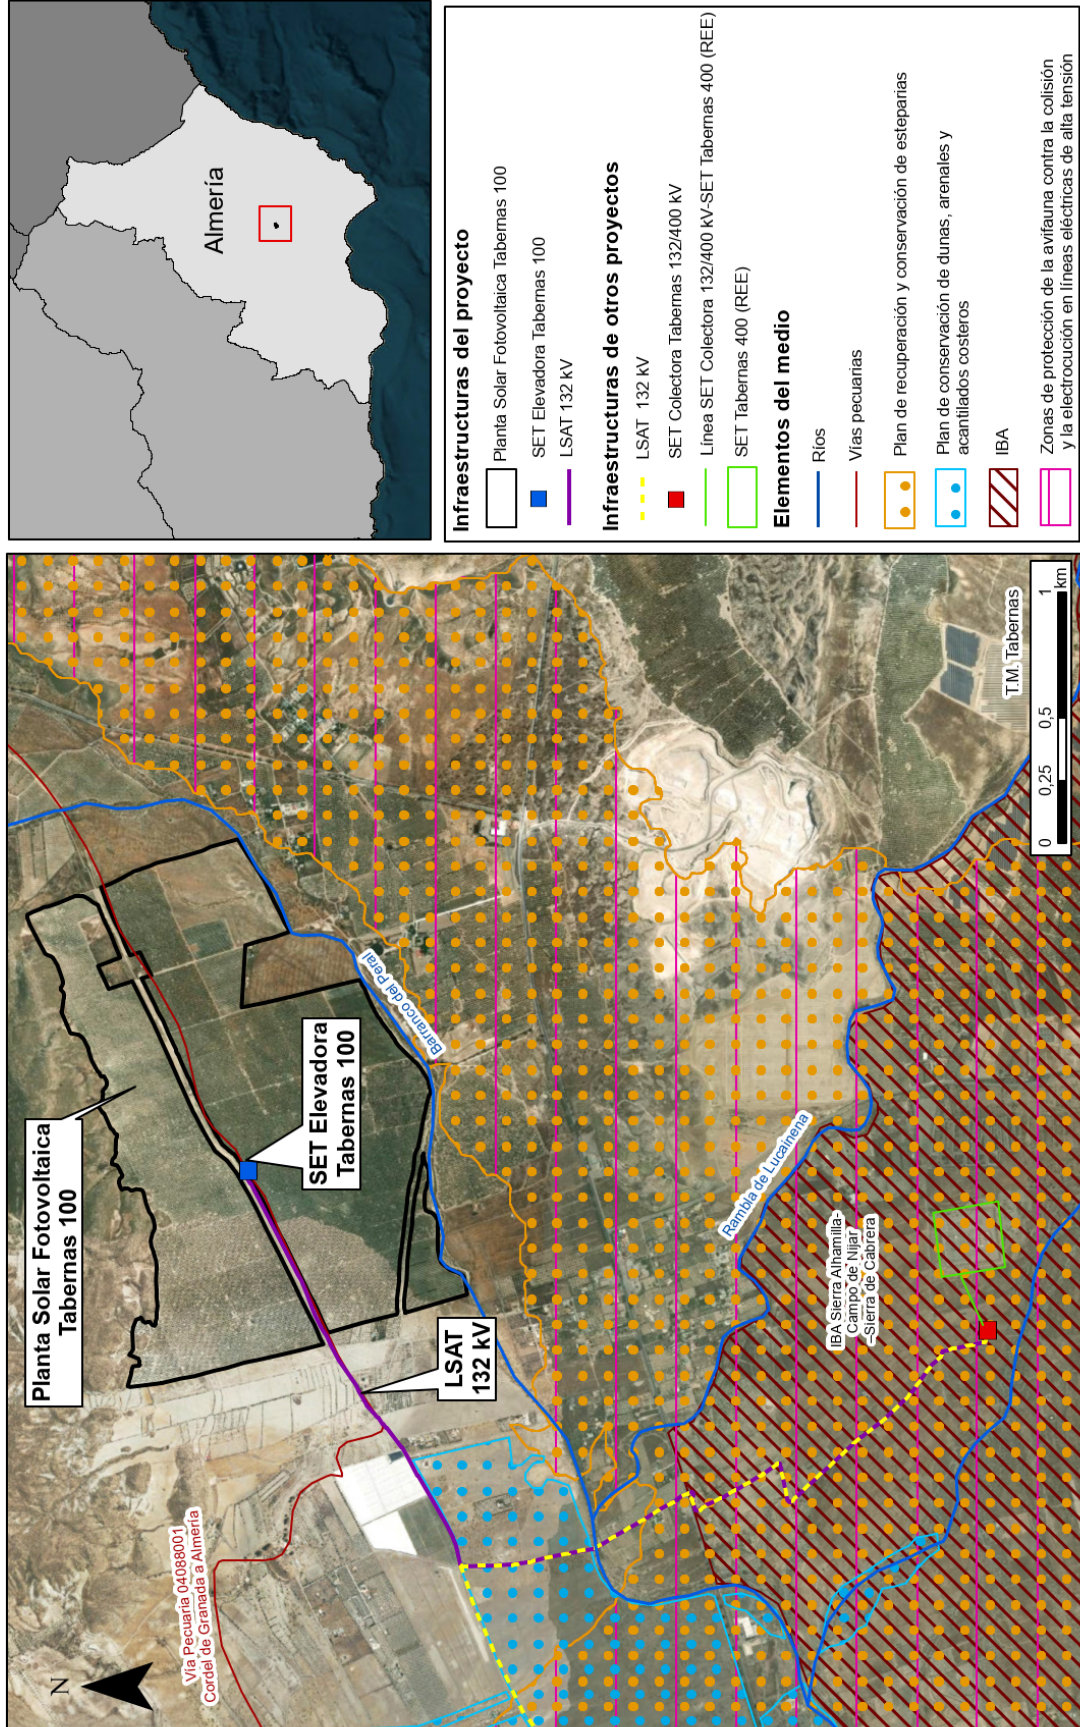 N
Vía Pecuaria 04088001
Cordel de Granada a Almería
Planta Solar Fotovoltaica
Tabernas 100
SET Elevadora
Tabernas 100
LSAT
132 kV
Barranco del Peral
Rambla de Lucainena
IBA Sierra Alhamilla-
Campo de Nijar
-Sierra de Cabrera
T.M. Tabernas
0
0,25
0,5
1
km
Almería
Infraestructuras del proyecto
Planta Solar Fotovoltaica Tabernas 100
SET Elevadora Tabernas 100
LSAT 132 kV
Infraestructuras de otros proyectos
LSAT 132 kV
SET Colectora Tabernas 132/400 kV
Línea SET Colectora 132/400 kV-SET Tabernas 400 (REE)
SET Tabernas 400 (REE)
Elementos del medio
Ríos
Vías pecuarias
Plan de recuperación y conservación de esteparias
Plan de conservación de dunas, arenales y
acantilados costeros
IBA
Zonas de protección de la avifauna contra la colisión
y la electrocución en líneas eléctricas de alta tensión